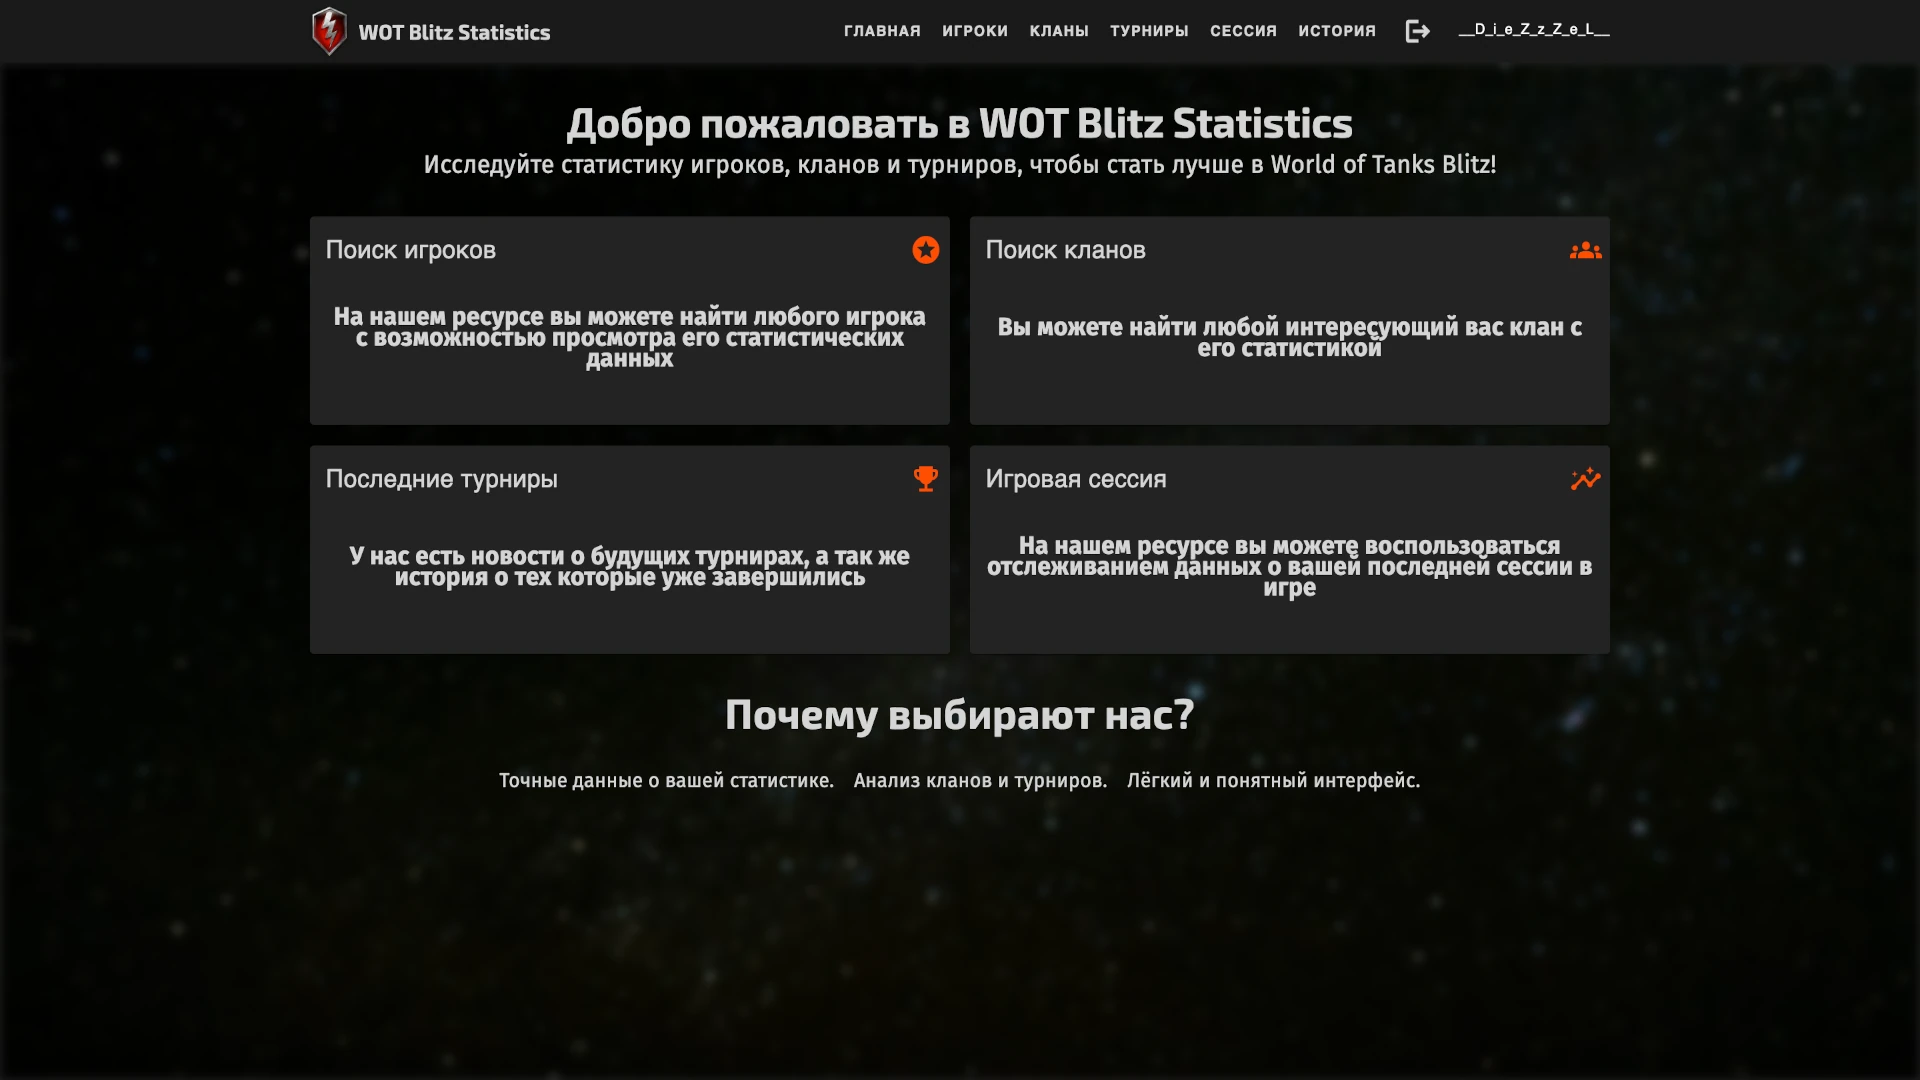 WOT Blitz Statistics
ГЛАВНАЯ ИГРОКИ КЛАНЫ ТУРНИРЫ СЕССИЯ ИСТОРИЯ
__D_i_e_Z_z_Z_e_L__
Добро пожаловать в WOT Blitz Statistics
Исследуйте статистику игроков, кланов и турниров, чтобы стать лучше в World of Tanks Blitz!
Поиск игроков
На нашем ресурсе вы можете найти любого игрока
с возможностью просмотра его статистических
данных
Поиск кланов
Вы можете найти любой интересующий вас клан с
его статистикой
Последние турниры
У нас есть новости о будущих турнирах, а так же
история о тех которые уже завершились
Игровая сессия
На нашем ресурсе вы можете воспользоваться
отслеживанием данных о вашей последней сессии в
игре
Почему выбирают нас?
Точные данные о вашей статистике. Анализ кланов и турниров. Лёгкий и понятный интерфейс.